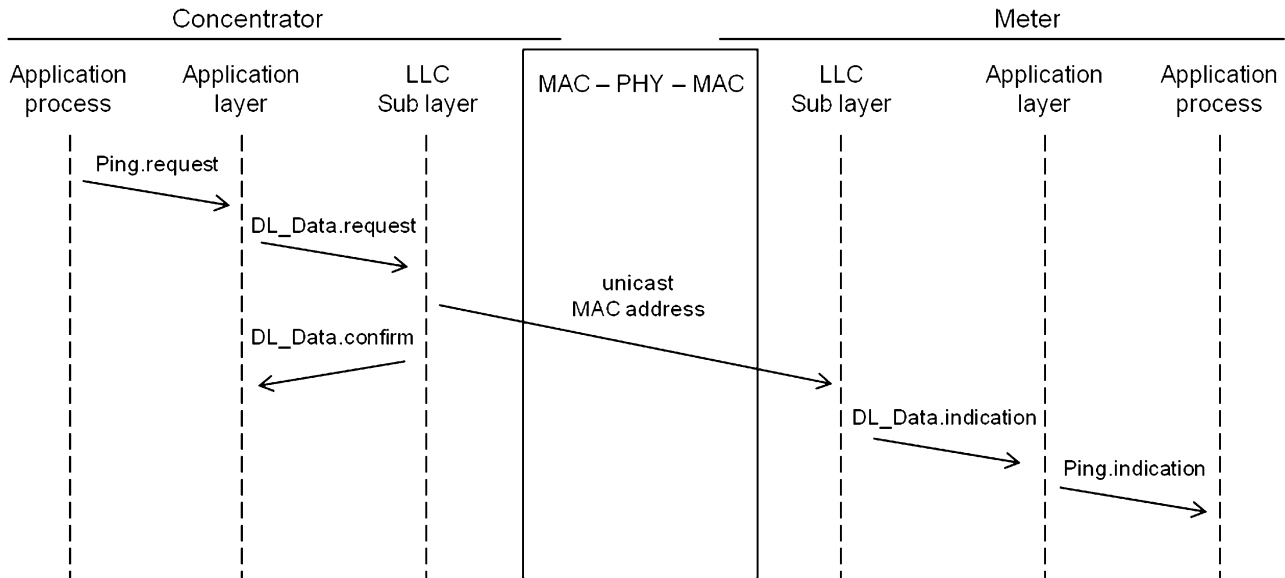 Concentrator
Meter
Application
process
Application
layer
LLC
Sub layer
MAC – PHY – MAC
LLC
Sub layer
Application
layer
Application
process
Ping.request
DL_Data.request
unicast
MAC address
DL_Data.confirm
DL_Data.indication
Ping.indication